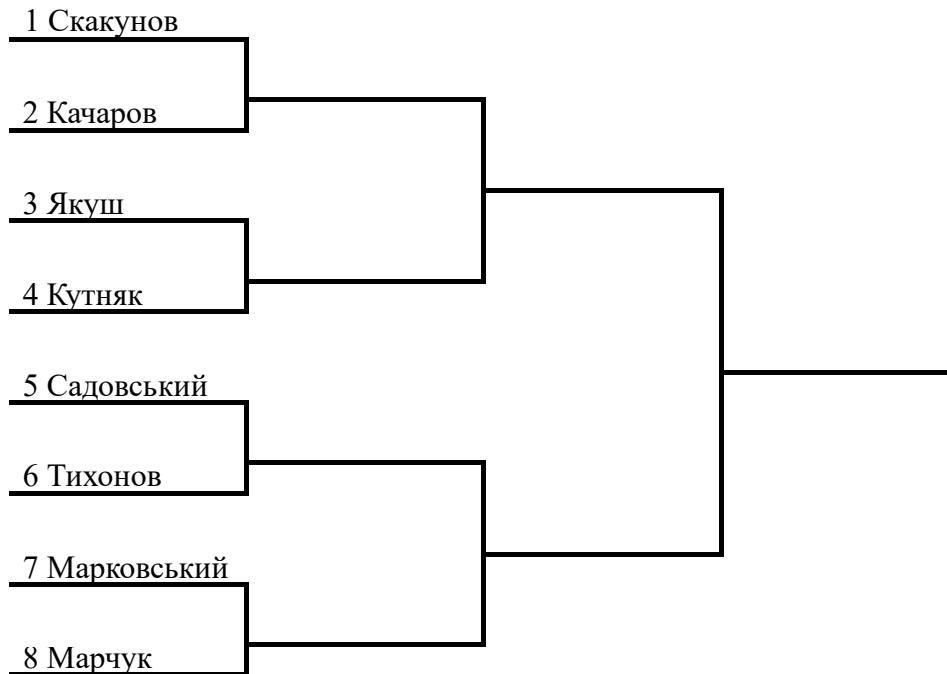 1 Скакунов
2 Качаров
3 Якуш
4 Кутняк
5 Садовський
6 Тихонов
7 Марковський
8 Марчук